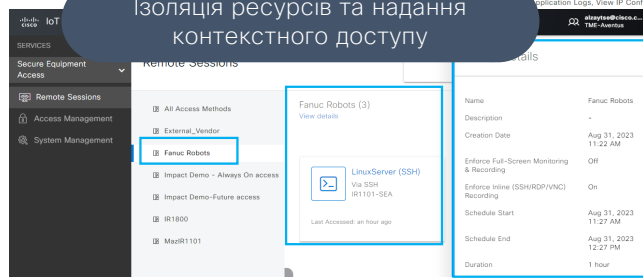 Application Logs, View IP Conf
Ізоляція ресурсів та надання
контекстного доступу
cisco IoT
alzaytse@cisco.c...
TME-Aventus
SERVICES
Secure Equipment
Access
Remote Sessions
Access Management
System Management
Remote Sessions
All Access Methods
External_Vendor
Fanuc Robots
Impact Demo - Always On access
Impact Demo-Future access
IR1800
MazIR1101
Fanuc Robots (3)
View details
LinuxServer (SSH)
Via SSH
IR1101-SEA
Last Accessed: an hour ago
Name Fanuc Robots
Description -
Creation Date Aug 31, 2023
11:22 AM
Enforce Full-Screen Monitoring Off
& Recording
Enforce Inline (SSH/RDP/VNC) On
Recording
Schedule Start Aug 31, 2023
11:27 AM
Schedule End Aug 31, 2023
12:27 PM
Duration 1 hour